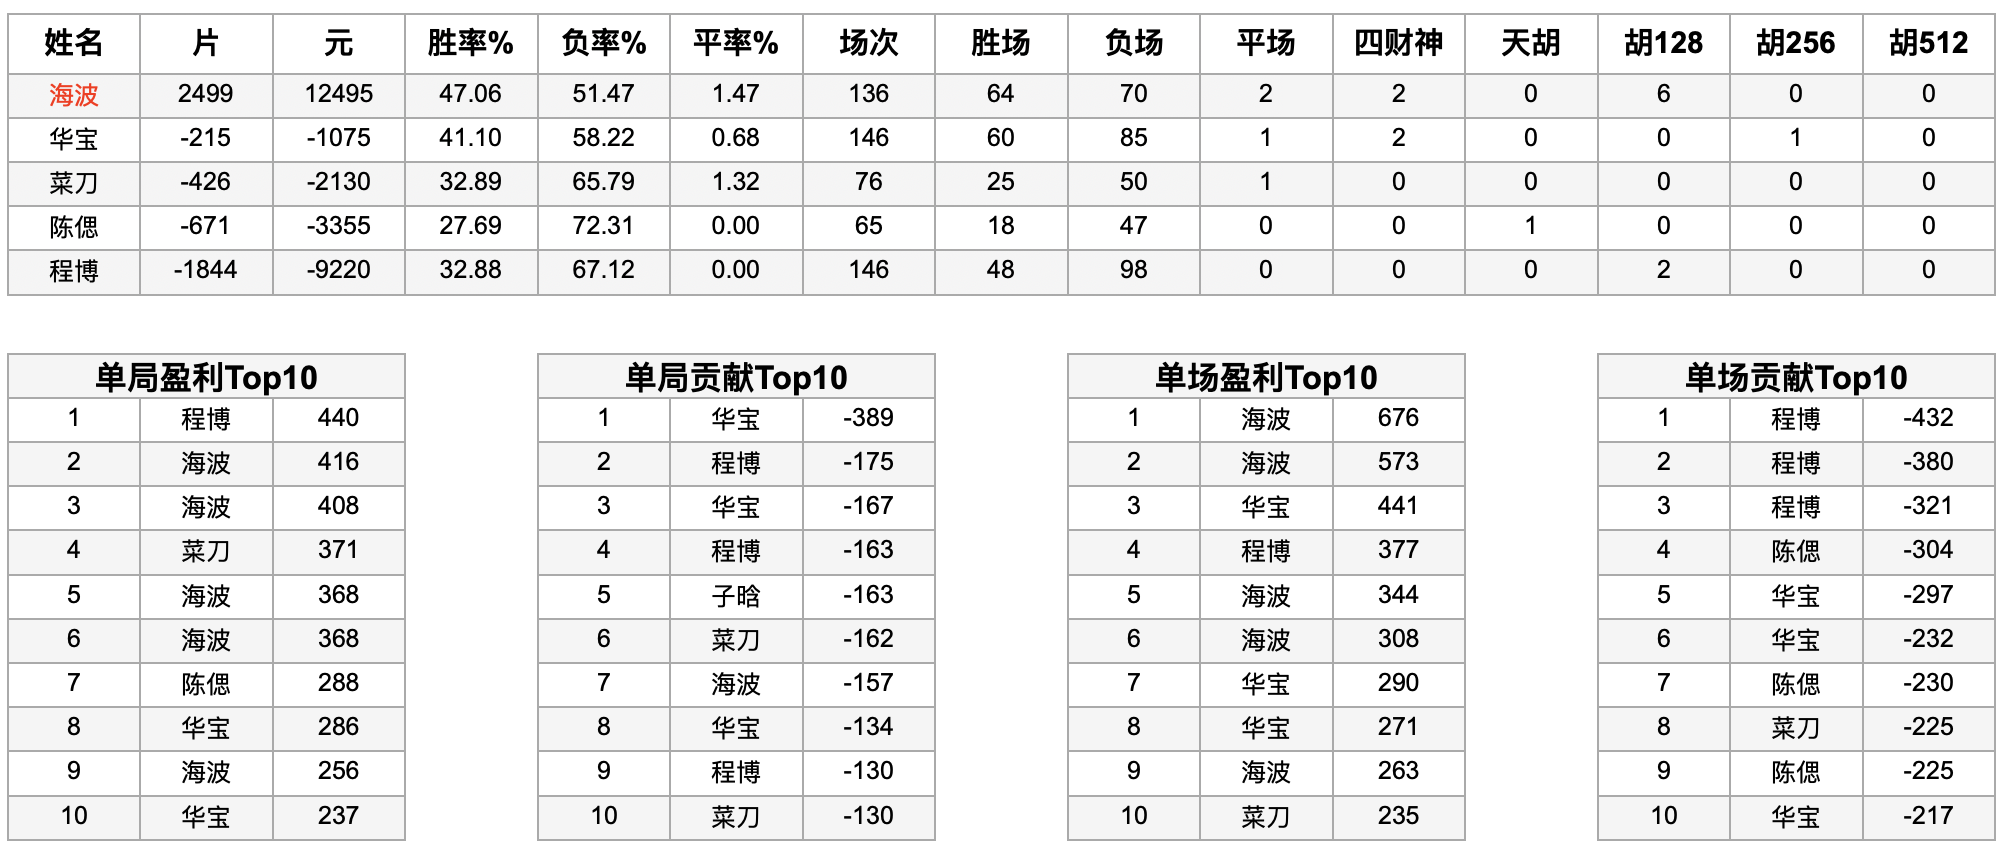 姓名 片 元 胜率% 负率% 平率% 场次 胜场 负场 平场 四财神 天胡 胡128 胡256 胡512
海波 2499 12495 47.06 51.47 1.47 136 64 70 2 2 0 6 0 0
华宝 -215 -1075 41.10 58.22 0.68 146 60 85 1 2 0 0 1 0
菜刀 -426 -2130 32.89 65.79 1.32 76 25 50 1 0 0 0 0 0
陈偲 -671 -3355 27.69 72.31 0.00 65 18 47 0 0 1 0 0 0
程博 -1844 -9220 32.88 67.12 0.00 146 48 98 0 0 0 2 0 0
单局盈利Top10 单局贡献Top10 单场盈利Top10 单场贡献Top10
1 程博 440 1 华宝 -389 1 海波 676 1 程博 -432
2 海波 416 2 程博 -175 2 海波 573 2 程博 -380
3 海波 408 3 华宝 -167 3 华宝 441 3 程博 -321
4 菜刀 371 4 程博 -163 4 程博 377 4 陈偲 -304
5 海波 368 5 子晗 -163 5 海波 344 5 华宝 -297
6 海波 368 6 菜刀 -162 6 海波 308 6 华宝 -232
7 陈偲 288 7 海波 -157 7 华宝 290 7 陈偲 -230
8 华宝 286 8 华宝 -134 8 华宝 271 8 菜刀 -225
9 海波 256 9 程博 -130 9 海波 263 9 陈偲 -225
10 华宝 237 10 菜刀 -130 10 菜刀 235 10 华宝 -217